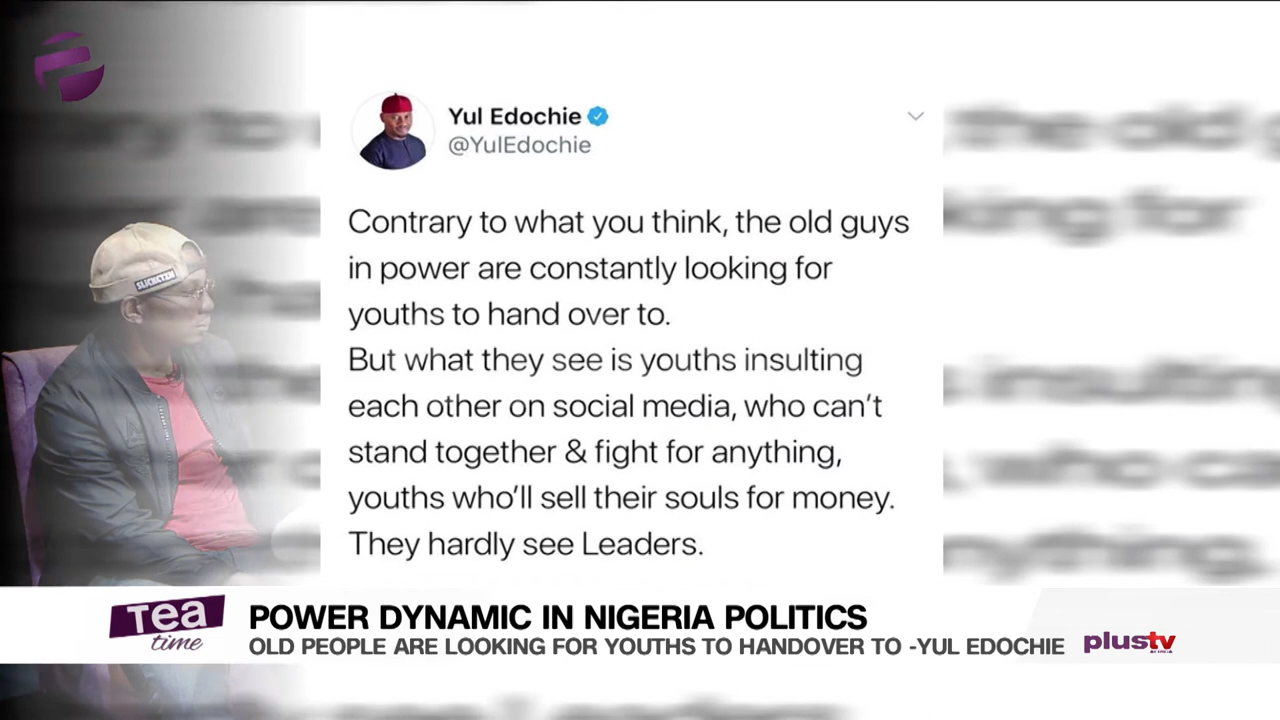 Yul Edochie
@YulEdochie
Contrary to what you think, the old guys
in power are constantly looking for
youths to hand over to.
But what they see is youths insulting
each other on social media, who can't
stand together & fight for anything,
youths who'll sell their souls for money.
They hardly see Leaders.
Tea
time
POWER DYNAMIC IN NIGERIA POLITICS
OLD PEOPLE ARE LOOKING FOR YOUTHS TO HANDOVER TO -YUL EDOCHIE
plustv